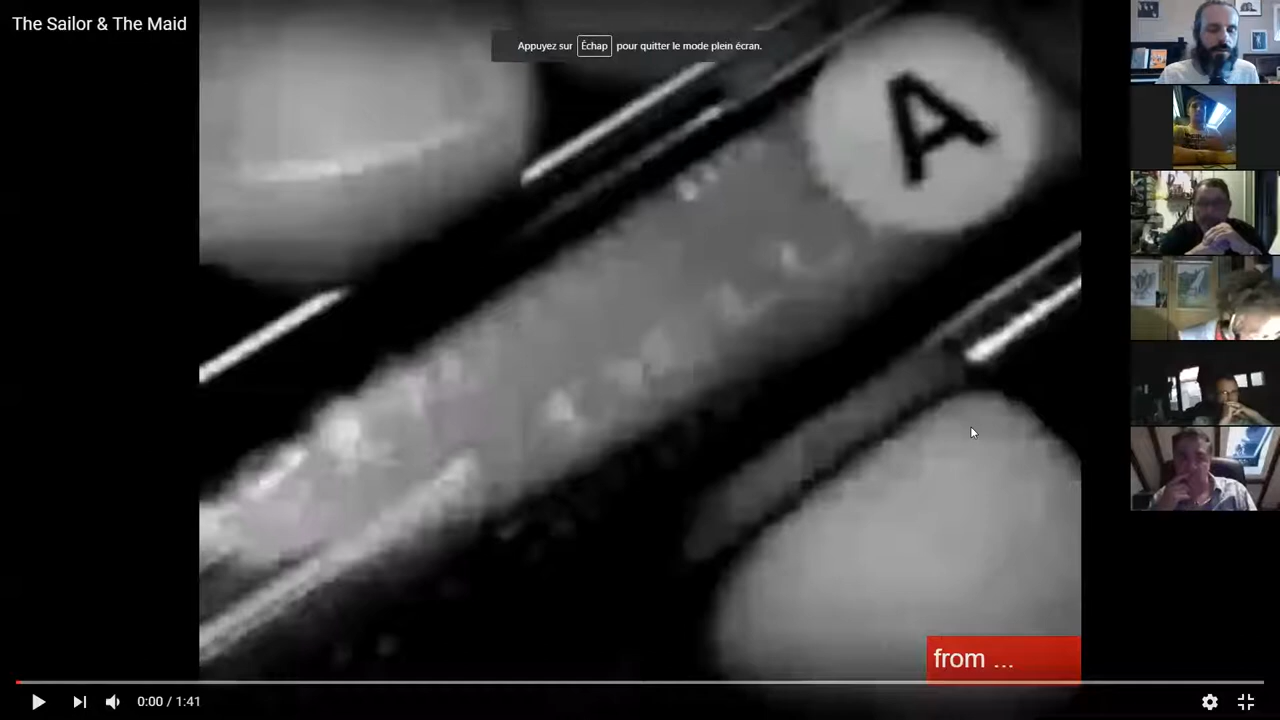 The Sailor & The Maid
Appuyez sur Échap pour quitter le mode plein écran.
A
from ...
0:00 / 1:41